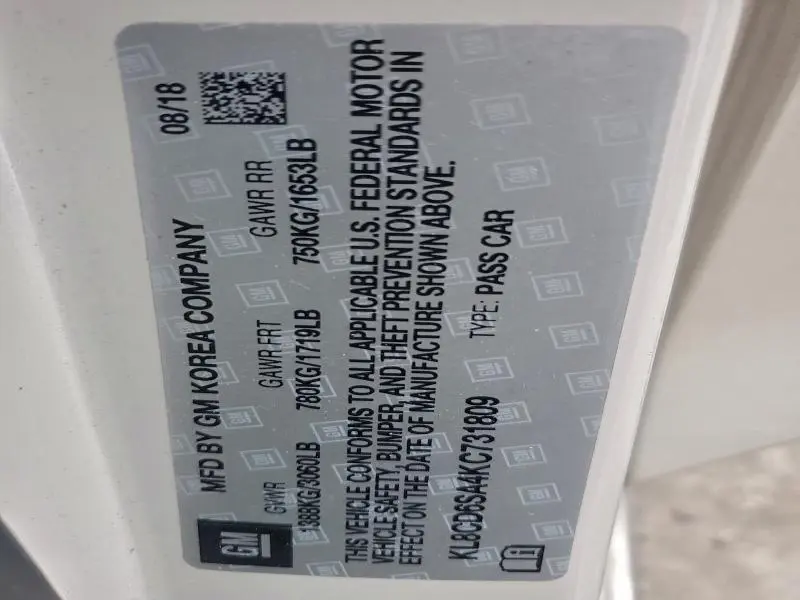 GM
MFD BY GM KOREA COMPANY 08/18
GVWR GAWR FRT GAWR RR
1388KG/3060LB 780KG/1719LB 750KG/1653LB
THIS VEHICLE CONFORMS TO ALL APPLICABLE U.S. FEDERAL MOTOR
VEHICLE SAFETY, BUMPER, AND THEFT PREVENTION STANDARDS IN
EFFECT ON THE DATE OF MANUFACTURE SHOWN ABOVE.
KL8CD6SA4KC731809 TYPE: PASS CAR